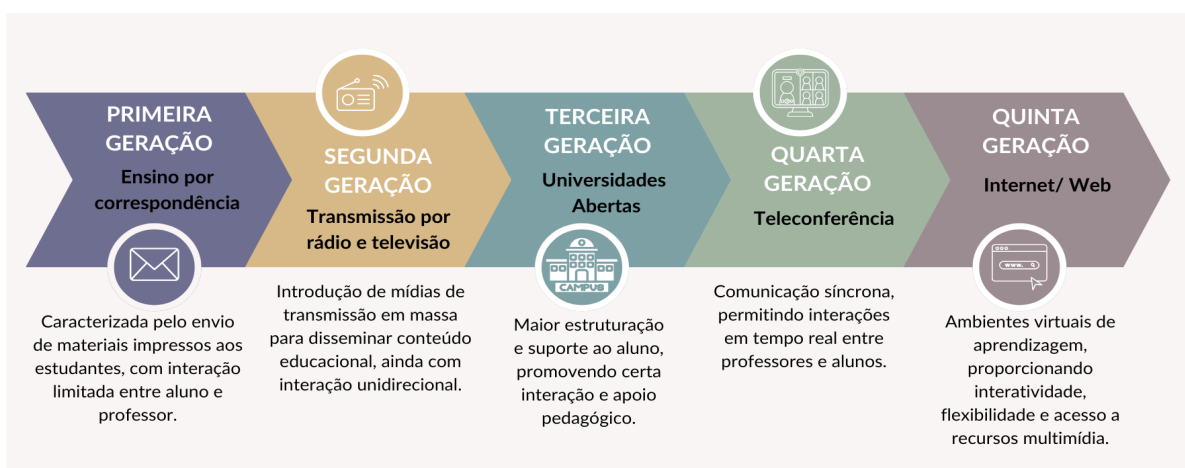 PRIMEIRA
GERAÇÃO
Ensino por
correspondência
Caracterizada pelo envio
de materiais impressos aos
estudantes, com interação
limitada entre aluno e
professor.
SEGUNDA
GERAÇÃO
Transmissão por
rádio e televisão
Introdução de mídias de
transmissão em massa
para disseminar conteúdo
educacional, ainda com
interação unidirecional.
TERCEIRA
GERAÇÃO
Universidades
Abertas
CAMPUS
Maior estruturação
e suporte ao aluno,
promovendo certa
interação e apoio
pedagógico.
QUARTA
GERAÇÃO
Teleconferência
Comunicação síncrona,
permitindo interações
em tempo real entre
professores e alunos.
QUINTA
GERAÇÃO
Internet/ Web
www.
Ambientes virtuais de
aprendizagem,
proporcionando
interatividade,
flexibilidade e acesso a
recursos multimídia.